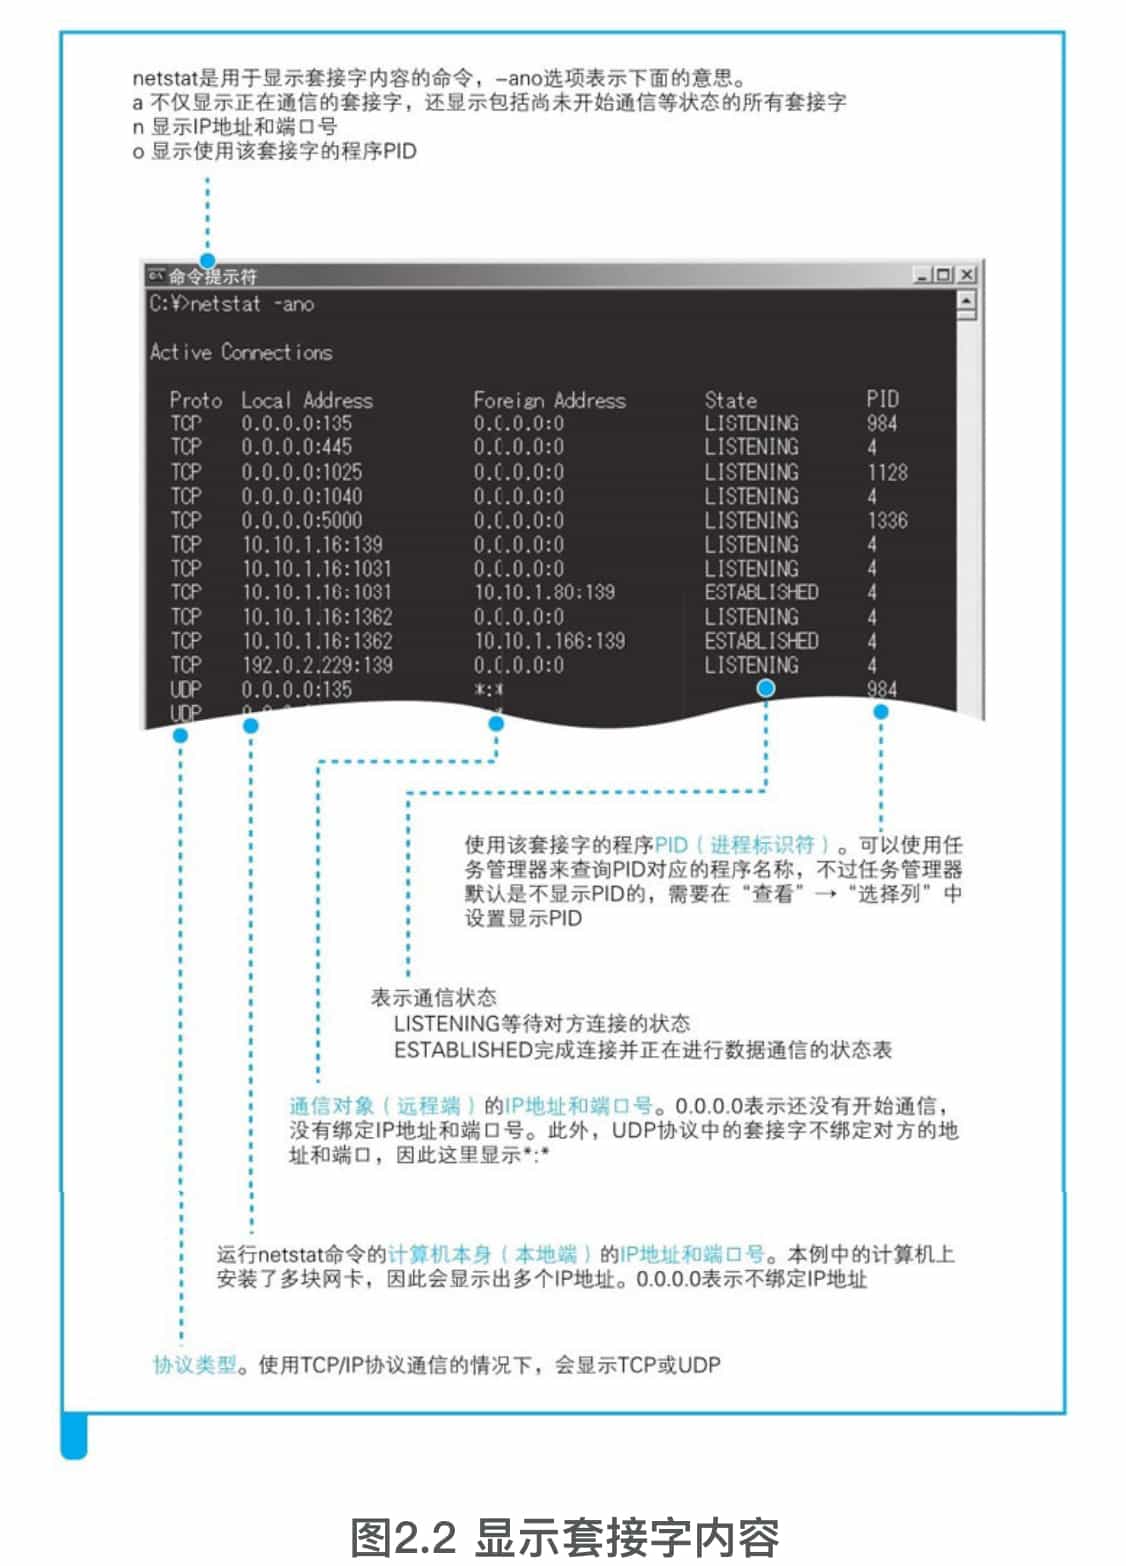 netstat是用于显示套接字内容的命令，-ano选项表示下面的意思。
a 不仅显示正在通信的套接字，还显示包括尚未开始通信等状态的所有套接字
n 显示IP地址和端口号
o 显示使用该套接字的程序PID
命令提示符
C:¥>netstat -ano
Active Connections
Proto Local Address Foreign Address State PID
TCP 0.0.0.0:135 0.0.0.0:0 LISTENING 984
TCP 0.0.0.0:445 0.0.0.0:0 LISTENING 4
TCP 0.0.0.0:1025 0.0.0.0:0 LISTENING 1128
TCP 0.0.0.0:1040 0.0.0.0:0 LISTENING 4
TCP 0.0.0.0:5000 0.0.0.0:0 LISTENING 1336
TCP 10.10.1.16:139 0.0.0.0:0 LISTENING 4
TCP 10.10.1.16:1031 0.0.0.0:0 LISTENING 4
TCP 10.10.1.16:1031 10.10.1.80:139 ESTABLISHED 4
TCP 10.10.1.16:1362 0.0.0.0:0 LISTENING 4
TCP 10.10.1.16:1362 10.10.1.166:139 ESTABLISHED 4
TCP 192.0.2.229:139 0.0.0.0:0 LISTENING 4
UDP 0.0.0.0:135 *:* 984
UDP
使用该套接字的程序PID（进程标识符）。可以使用任
务管理器来查询PID对应的程序名称，不过任务管理器
默认是不显示PID的，需要在“查看”→“选择列”中
设置显示PID
表示通信状态
LISTENING等待对方连接的状态
ESTABLISHED完成连接并正在进行数据通信的状态表
通信对象（远程端）的IP地址和端口号。0.0.0.0表示还没有开始通信，
没有绑定IP地址和端口号。此外，UDP协议中的套接字不绑定对方的地
址和端口，因此这里显示*:*
运行netstat命令的计算机本身（本地端）的IP地址和端口号。本例中的计算机上
安装了多块网卡，因此会显示出多个IP地址。0.0.0.0表示不绑定IP地址
协议类型。使用TCP/IP协议通信的情况下，会显示TCP或UDP
图2.2 显示套接字内容